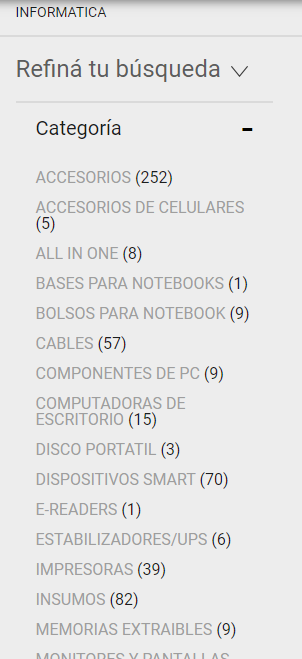 INFORMATICA
Refiná tu búsqueda
Categoría
ACCESORIOS (252)
ACCESORIOS DE CELULARES
(5)
ALL IN ONE (8)
BASES PARA NOTEBOOKS (1)
BOLSOS PARA NOTEBOOK (9)
CABLES (57)
COMPONENTES DE PC (9)
COMPUTADORAS DE
ESCRITORIO (15)
DISCO PORTATIL (3)
DISPOSITIVOS SMART (70)
E-READERS (1)
ESTABILIZADORES/UPS (6)
IMPRESORAS (39)
INSUMOS (82)
MEMORIAS EXTRAIBLES (9)
MONITORES Y PANTALLAS